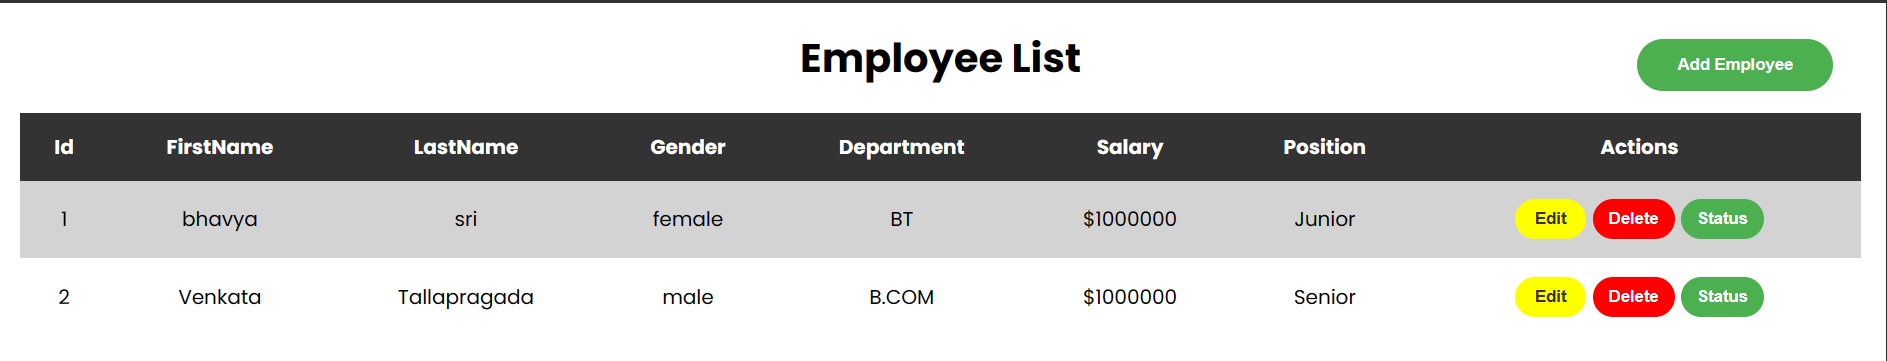 Employee List
Add Employee
Id FirstName LastName Gender Department Salary Position Actions
1 bhavya sri female BT $1000000 Junior Edit Delete Status
2 Venkata Tallapragada male B.COM $1000000 Senior Edit Delete Status